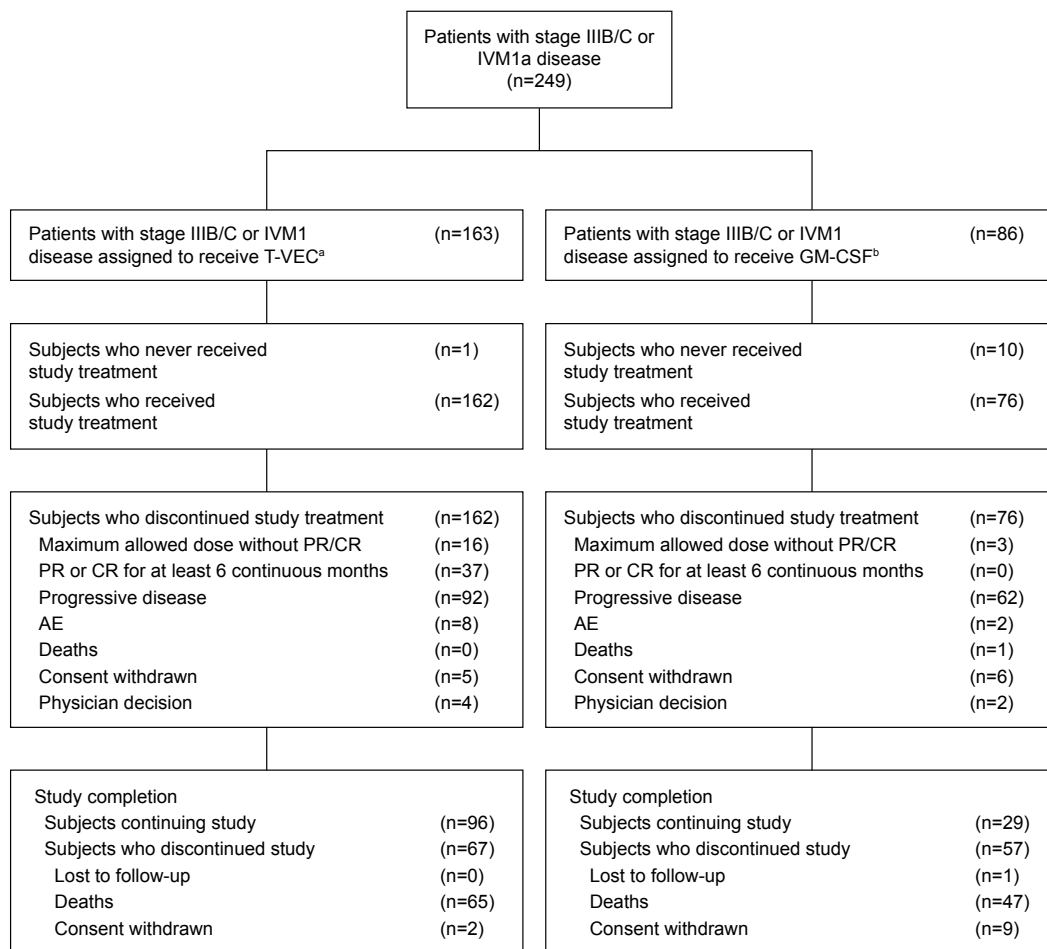 Patients with stage IIIB/C or
IVM1a disease
(n=249)
Patients with stage IIIB/C or IVM1 (n=163)
disease assigned to receive T-VECa
Patients with stage IIIB/C or IVM1 (n=86)
disease assigned to receive GM-CSFb
Subjects who never received (n=1)
study treatment
Subjects who received (n=162)
study treatment
Subjects who never received (n=10)
study treatment
Subjects who received (n=76)
study treatment
Subjects who discontinued study treatment (n=162)
Maximum allowed dose without PR/CR (n=16)
PR or CR for at least 6 continuous months (n=37)
Progressive disease (n=92)
AE (n=8)
Deaths (n=0)
Consent withdrawn (n=5)
Physician decision (n=4)
Subjects who discontinued study treatment (n=76)
Maximum allowed dose without PR/CR (n=3)
PR or CR for at least 6 continuous months (n=0)
Progressive disease (n=62)
AE (n=2)
Deaths (n=1)
Consent withdrawn (n=6)
Physician decision (n=2)
Study completion
Subjects continuing study (n=96)
Subjects who discontinued study (n=67)
Lost to follow-up (n=0)
Deaths (n=65)
Consent withdrawn (n=2)
Study completion
Subjects continuing study (n=29)
Subjects who discontinued study (n=57)
Lost to follow-up (n=1)
Deaths (n=47)
Consent withdrawn (n=9)